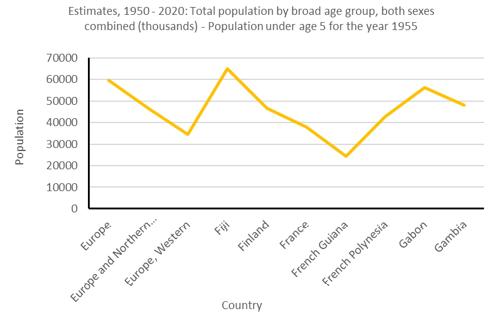 Estimates, 1950 - 2020: Total population by broad age group, both sexes
combined (thousands) - Population under age 5 for the year 1955
70000
60000
50000
40000
30000
20000
10000
0
Population
Europe
Europe and Northern...
Europe, Western
Fiji
Finland
France
French Guiana
French Polynesia
Gabon
Gambia
Country